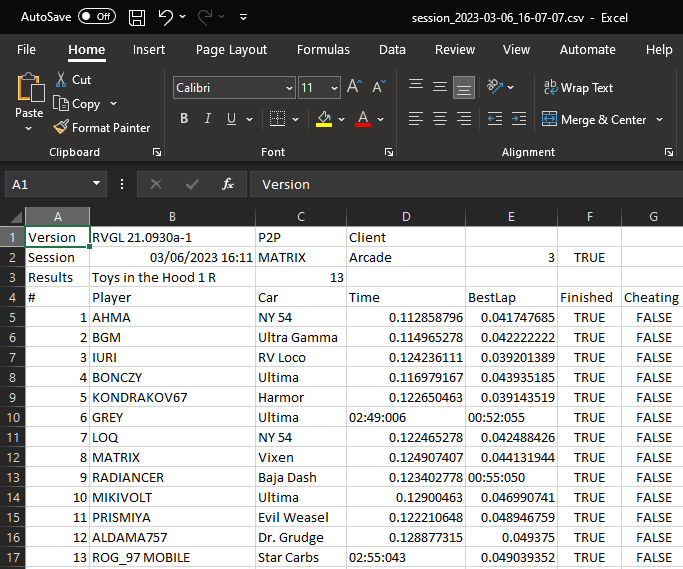 AutoSave Off session_2023-03-06_16-07-07.csv - Excel
File Home Insert Page Layout Formulas Data Review View Automate Help
Paste Cut Calibri 11 A A Wrap Text
Copy
Format Painter B I U A Merge & Center
Clipboard Font Alignment
A1 fx Version
A B C D E F G
1 Version RVGL 21.0930a-1 P2P Client
2 Session 03/06/2023 16:11 MATRIX Arcade 3 TRUE
3 Results Toys in the Hood 1 R 13
4 # Player Car Time BestLap Finished Cheating
5 1 AHMA NY 54 0.112858796 0.041747685 TRUE FALSE
6 2 BGM Ultra Gamma 0.114965278 0.042222222 TRUE FALSE
7 3 IURI RV Loco 0.124236111 0.039201389 TRUE FALSE
8 4 BONCZY Ultima 0.116979167 0.043935185 TRUE FALSE
9 5 KONDRAKOV67 Harmor 0.122650463 0.039143519 TRUE FALSE
10 6 GREY Ultima 02:49:006 00:52:055 TRUE FALSE
11 7 LOQ NY 54 0.122465278 0.042488426 TRUE FALSE
12 8 MATRIX Vixen 0.124907407 0.044131944 TRUE FALSE
13 9 RADIANCER Baja Dash 0.123402778 00:55:050 TRUE FALSE
14 10 MIKIVOLT Ultima 0.12900463 0.046990741 TRUE FALSE
15 11 PRISMIYA Evil Weasel 0.122210648 0.048946759 TRUE FALSE
16 12 ALDAMA757 Dr. Grudge 0.128877315 0.049375 TRUE FALSE
17 13 ROG_97 MOBILE Star Carbs 02:55:043 0.049039352 TRUE FALSE